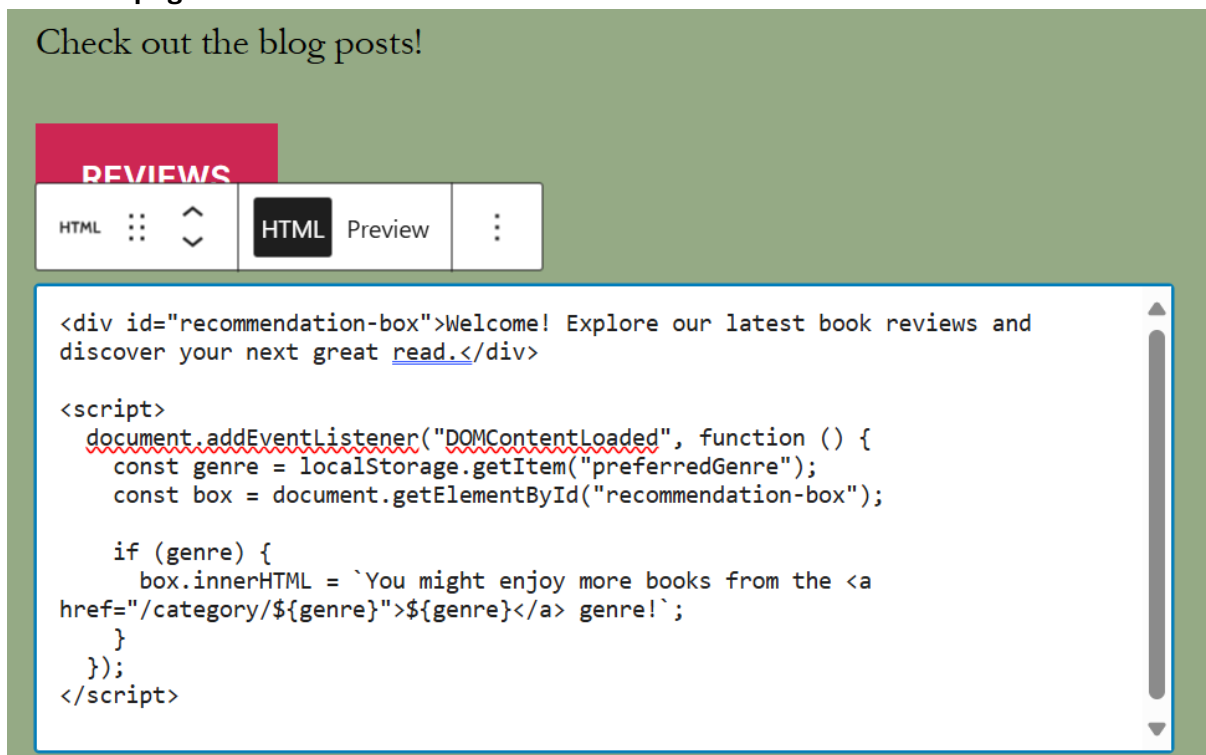 Check out the blog posts!
REVIEWS
HTML HTML Preview
<div id="recommendation-box">Welcome! Explore our latest book reviews and
discover your next great read.</div>
<script>
  document.addEventListener("DOMContentLoaded", function () {
    const genre = localStorage.getItem("preferredGenre");
    const box = document.getElementById("recommendation-box");
    if (genre) {
      box.innerHTML = `You might enjoy more books from the <a
href="/category/${genre}">${genre}</a> genre!`;
    }
  });
</script>